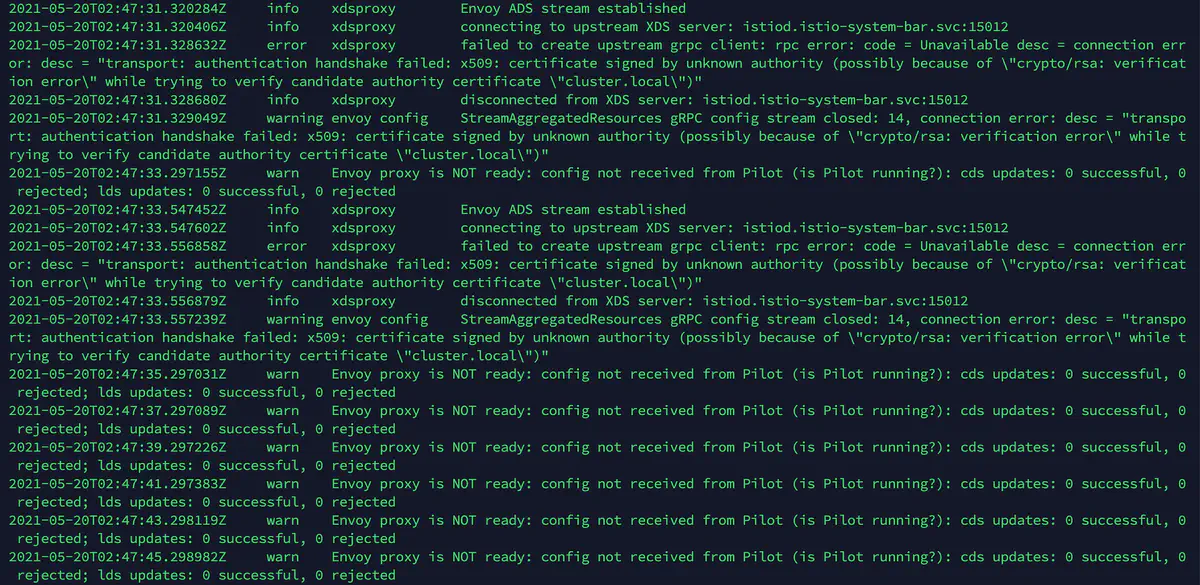 2021-05-20T02:47:31.320284Z info xdsproxy Envoy ADS stream established
2021-05-20T02:47:31.320406Z info xdsproxy connecting to upstream XDS server: istiod.istio-system-bar.svc:15012
2021-05-20T02:47:31.328632Z error xdsproxy failed to create upstream grpc client: rpc error: code = Unavailable desc = connection err
or: desc = "transport: authentication handshake failed: x509: certificate signed by unknown authority (possibly because of \"crypto/rsa: verificat
ion error\" while trying to verify candidate authority certificate \"cluster.local\")"
2021-05-20T02:47:31.328680Z info xdsproxy disconnected from XDS server: istiod.istio-system-bar.svc:15012
2021-05-20T02:47:31.329049Z warning envoy config StreamAggregatedResources gRPC config stream closed: 14, connection error: desc = "transpo
rt: authentication handshake failed: x509: certificate signed by unknown authority (possibly because of \"crypto/rsa: verification error\" while t
rying to verify candidate authority certificate \"cluster.local\")"
2021-05-20T02:47:33.297155Z warn Envoy proxy is NOT ready: config not received from Pilot (is Pilot running?): cds updates: 0 successful, 0
rejected; lds updates: 0 successful, 0 rejected
2021-05-20T02:47:33.547452Z info xdsproxy Envoy ADS stream established
2021-05-20T02:47:33.547602Z info xdsproxy connecting to upstream XDS server: istiod.istio-system-bar.svc:15012
2021-05-20T02:47:33.556858Z error xdsproxy failed to create upstream grpc client: rpc error: code = Unavailable desc = connection err
or: desc = "transport: authentication handshake failed: x509: certificate signed by unknown authority (possibly because of \"crypto/rsa: verificat
ion error\" while trying to verify candidate authority certificate \"cluster.local\")"
2021-05-20T02:47:33.556879Z info xdsproxy disconnected from XDS server: istiod.istio-system-bar.svc:15012
2021-05-20T02:47:33.557239Z warning envoy config StreamAggregatedResources gRPC config stream closed: 14, connection error: desc = "transpo
rt: authentication handshake failed: x509: certificate signed by unknown authority (possibly because of \"crypto/rsa: verification error\" while t
rying to verify candidate authority certificate \"cluster.local\")"
2021-05-20T02:47:35.297031Z warn Envoy proxy is NOT ready: config not received from Pilot (is Pilot running?): cds updates: 0 successful, 0
rejected; lds updates: 0 successful, 0 rejected
2021-05-20T02:47:37.297089Z warn Envoy proxy is NOT ready: config not received from Pilot (is Pilot running?): cds updates: 0 successful, 0
rejected; lds updates: 0 successful, 0 rejected
2021-05-20T02:47:39.297226Z warn Envoy proxy is NOT ready: config not received from Pilot (is Pilot running?): cds updates: 0 successful, 0
rejected; lds updates: 0 successful, 0 rejected
2021-05-20T02:47:41.297383Z warn Envoy proxy is NOT ready: config not received from Pilot (is Pilot running?): cds updates: 0 successful, 0
rejected; lds updates: 0 successful, 0 rejected
2021-05-20T02:47:43.298119Z warn Envoy proxy is NOT ready: config not received from Pilot (is Pilot running?): cds updates: 0 successful, 0
rejected; lds updates: 0 successful, 0 rejected
2021-05-20T02:47:45.298982Z warn Envoy proxy is NOT ready: config not received from Pilot (is Pilot running?): cds updates: 0 successful, 0
rejected; lds updates: 0 successful, 0 rejected